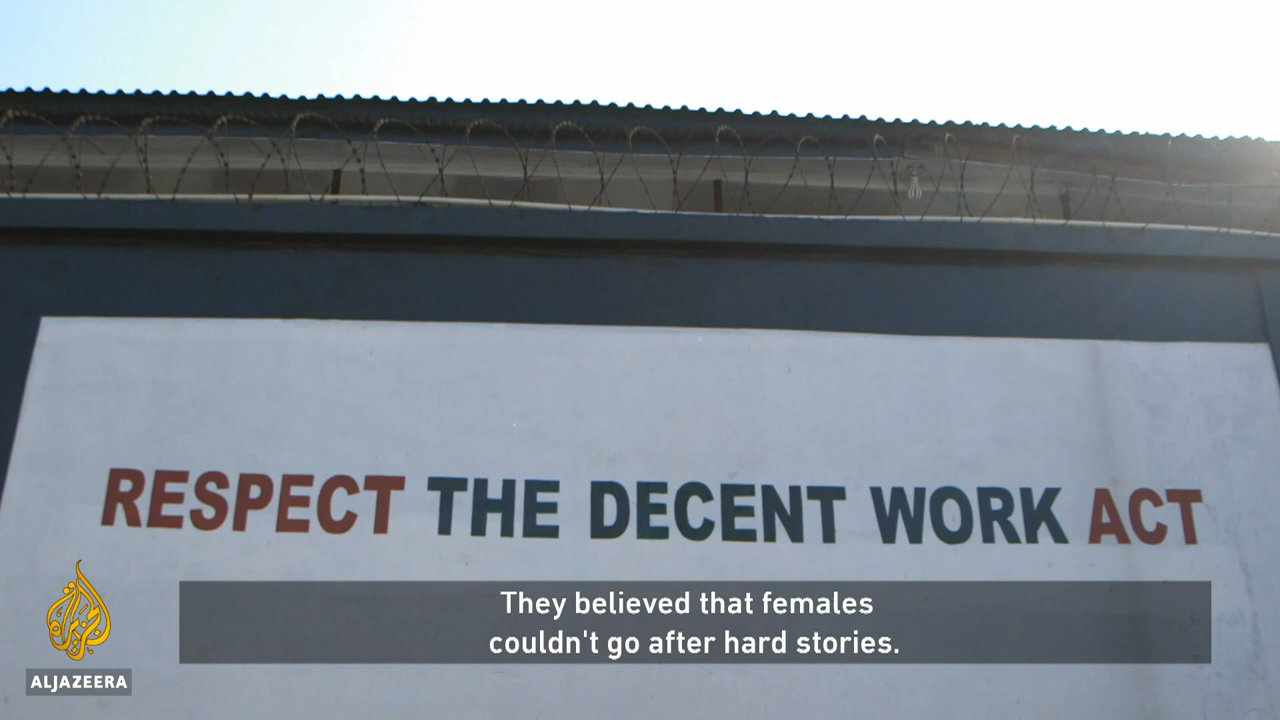 RESPECT THE DECENT WORK ACT
They believed that females
couldn't go after hard stories.
ALJAZEERA